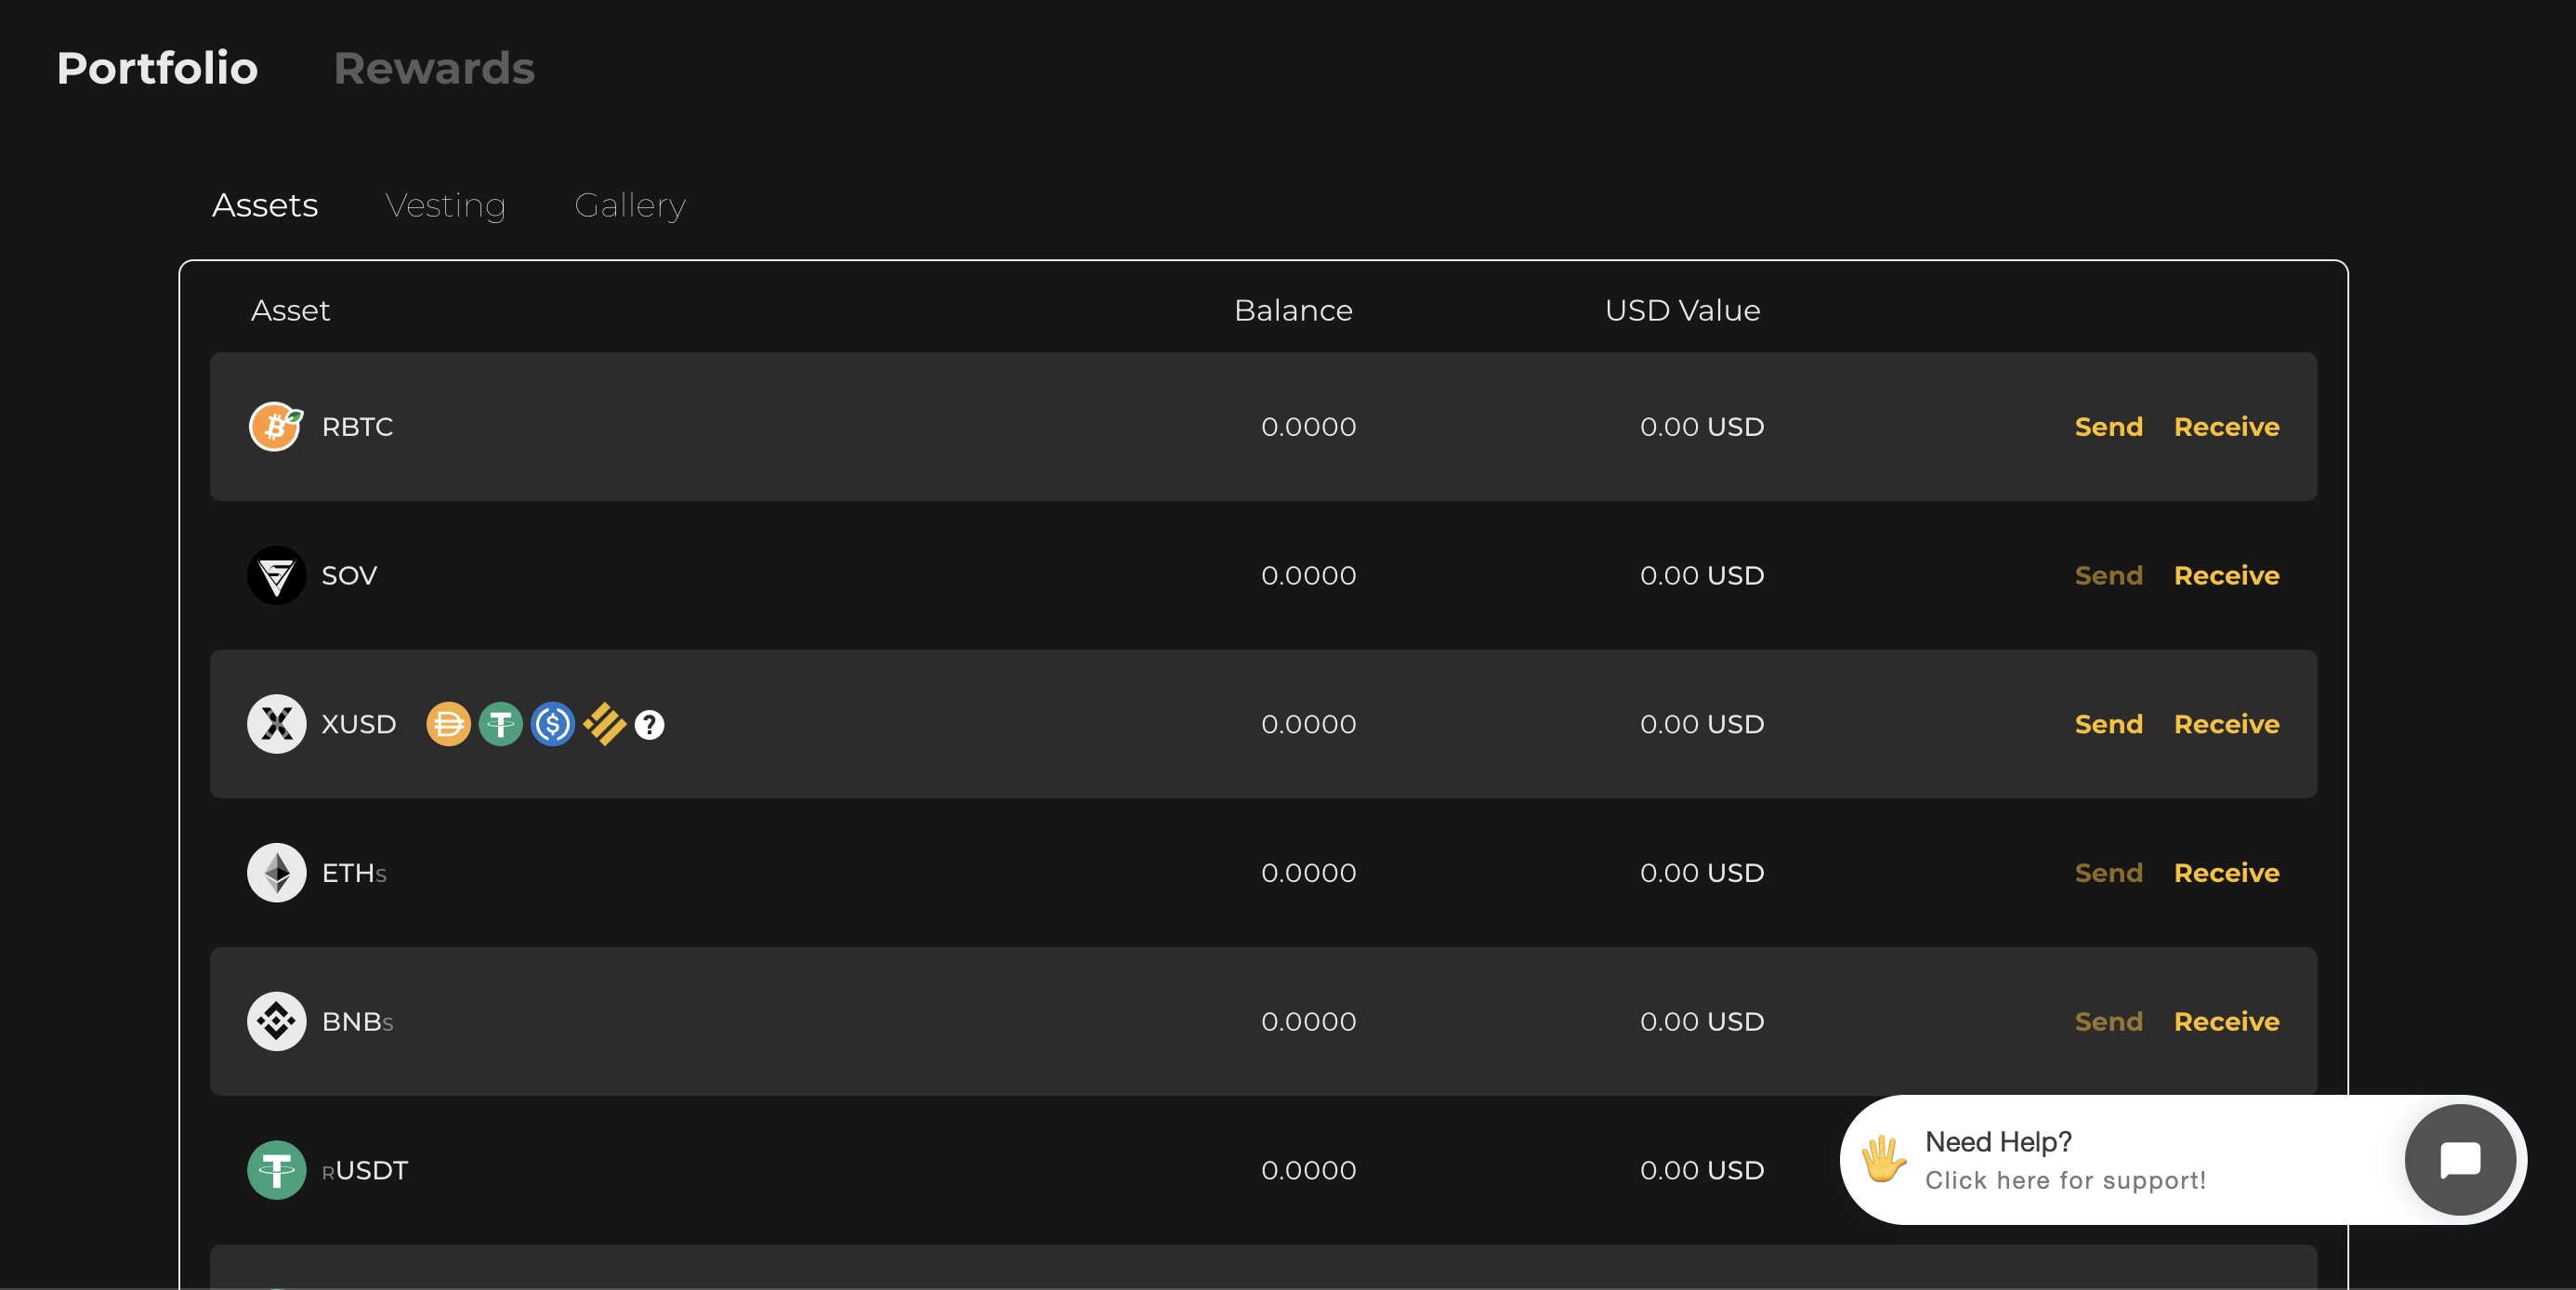 Portfolio Rewards
Assets Vesting Gallery
Asset Balance USD Value
RBTC 0.0000 0.00 USD Send Receive
SOV 0.0000 0.00 USD Send Receive
XUSD ? 0.0000 0.00 USD Send Receive
ETHs 0.0000 0.00 USD Send Receive
BNBs 0.0000 0.00 USD Send Receive
RUSDT 0.0000 0.00 USD
Need Help?
Click here for support!